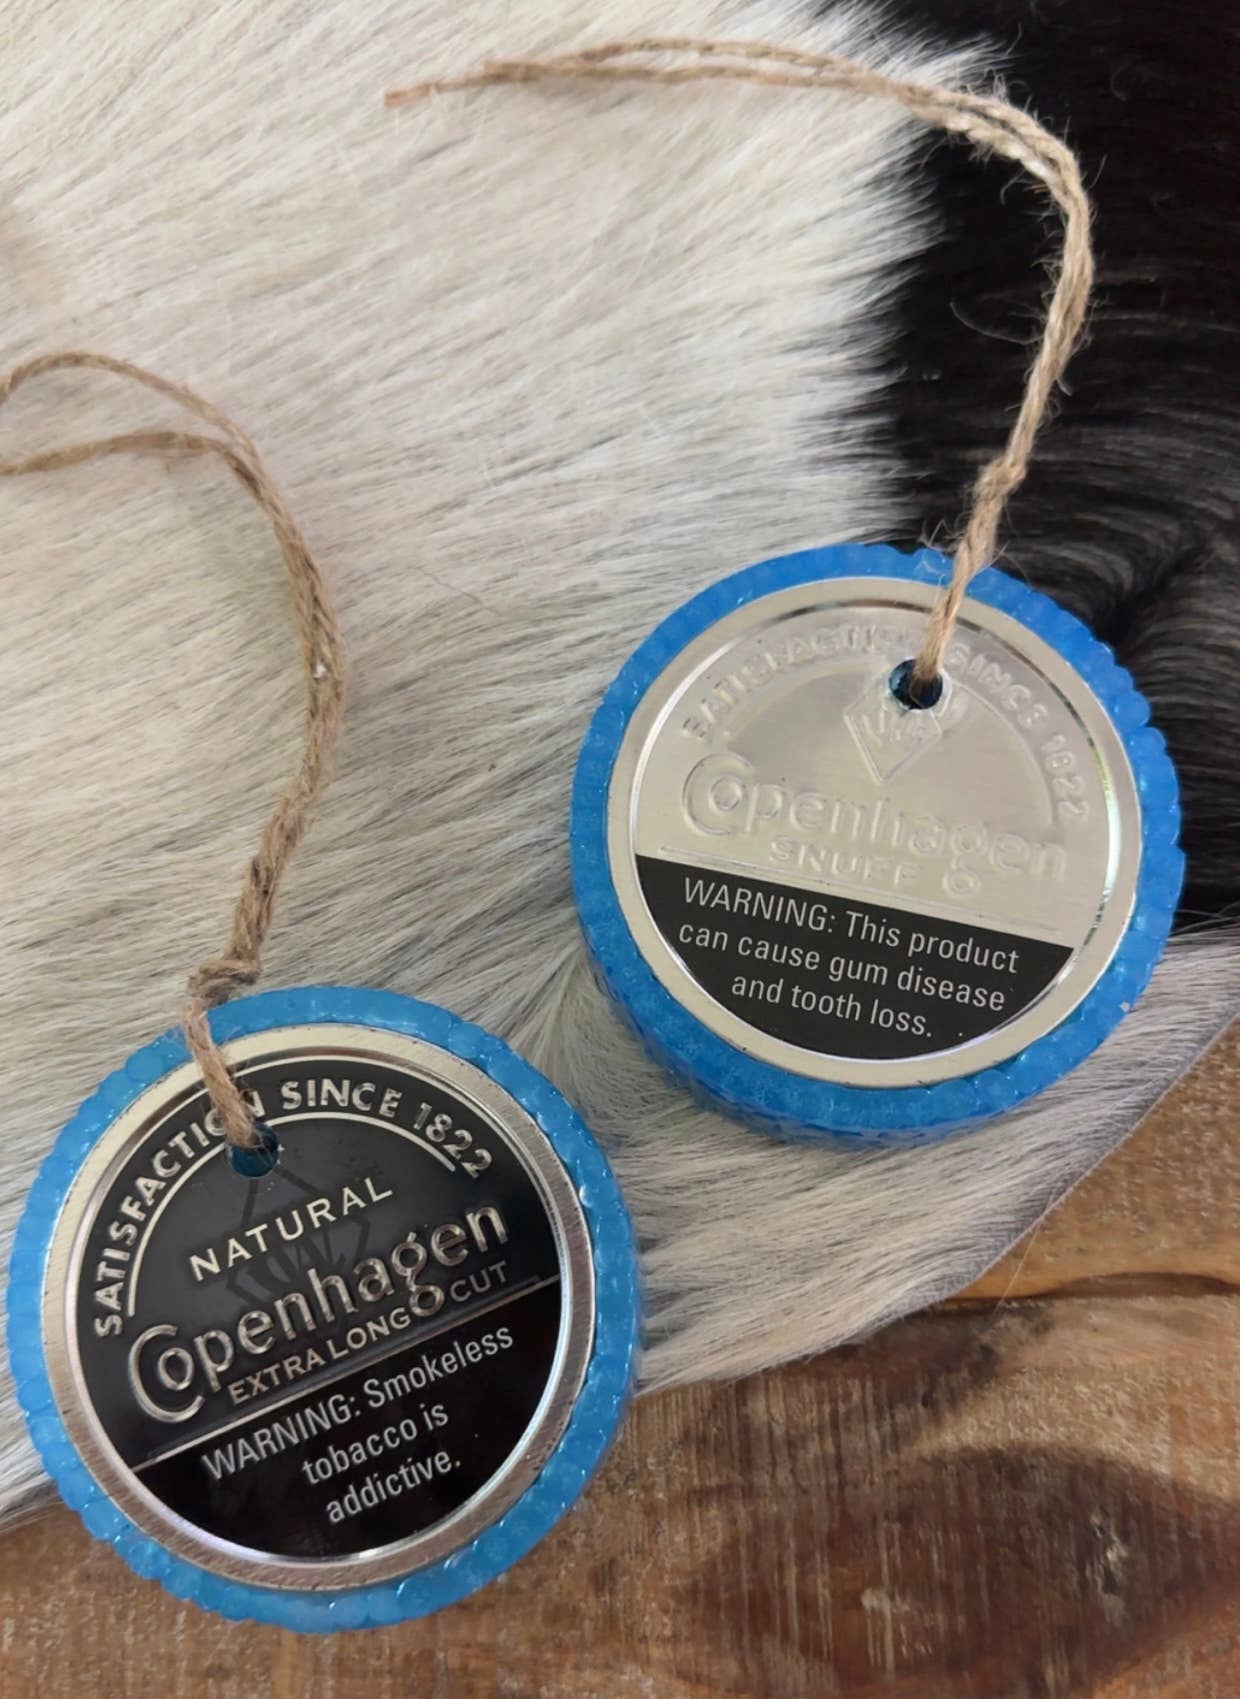 SATISFACTION SINCE 1822
Copenhagen
SNUFF
WARNING: This product
can cause gum disease
and tooth loss.
SATISFACTION SINCE 1822
NATURAL
Copenhagen
EXTRA LONG CUT
WARNING: Smokeless
tobacco is
addictive.